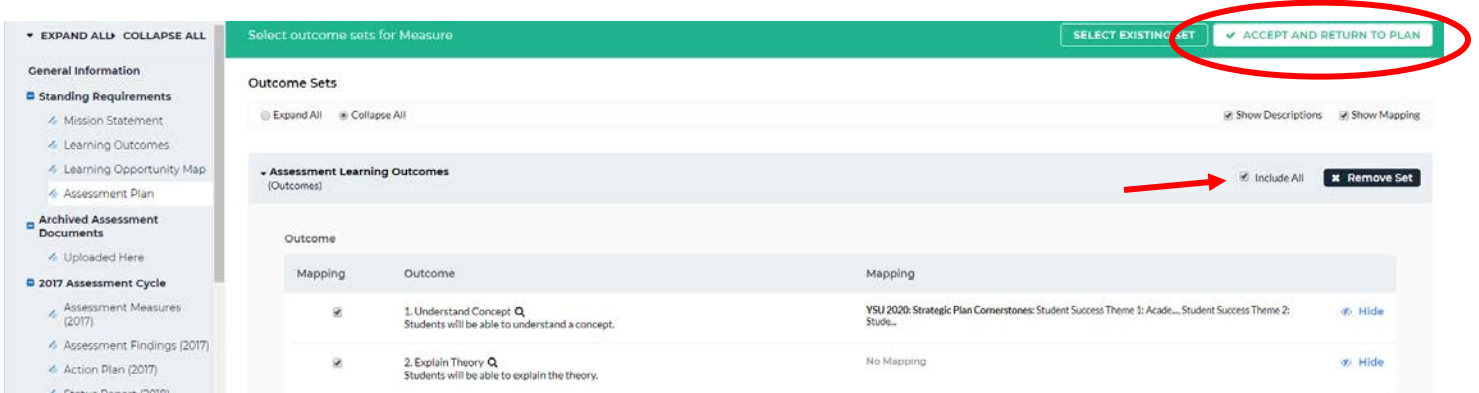 EXPAND ALL COLLAPSE ALL
General Information
Standing Requirements
Mission Statement
Learning Outcomes
Learning Opportunity Map
Assessment Plan
Archived Assessment
Documents
Uploaded Here
2017 Assessment Cycle
Assessment Measures
(2017)
Assessment Findings (2017)
Action Plan (2017)
Select outcome sets for Measure
SELECT EXISTING SET
ACCEPT AND RETURN TO PLAN
Outcome Sets
Expand All Collapse All
Show Descriptions Show Mapping
Assessment Learning Outcomes
(Outcomes)
Include All
Remove Set
Outcome
Mapping Outcome Mapping
1. Understand Concept
Students will be able to understand a concept.
YSU 2020: Strategic Plan Cornerstones: Student Success Theme 1: Acade..., Student Success Theme 2:
Stude...
Hide
2. Explain Theory
Students will be able to explain the theory.
No Mapping
Hide